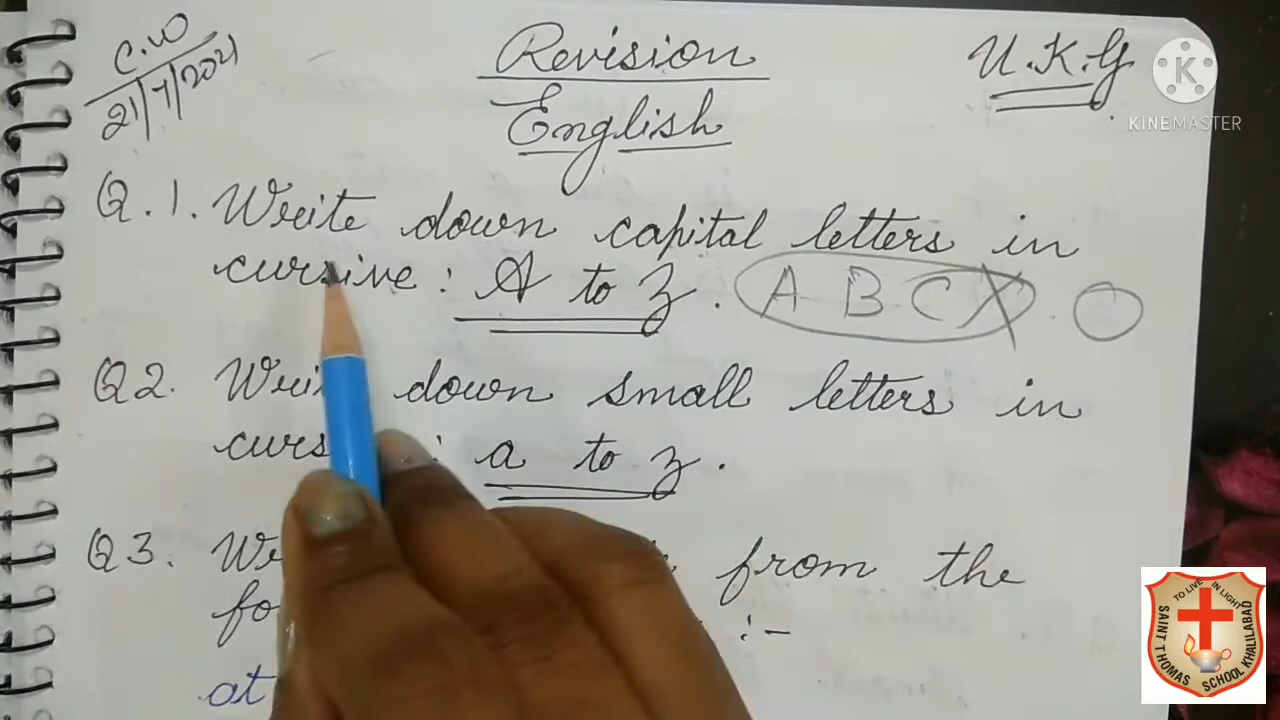 C.W
21/7/2021
Revision
English
U.K.G
KINEMASTER
Q.1. Write down capital letters in
cursive : A to Z . A B C X
Q2. Write down small letters in
: a to z .
Q3. from the
:-
at
TO LIVE IN LIGHT
SAINT THOMAS SCHOOL KHALILABAD